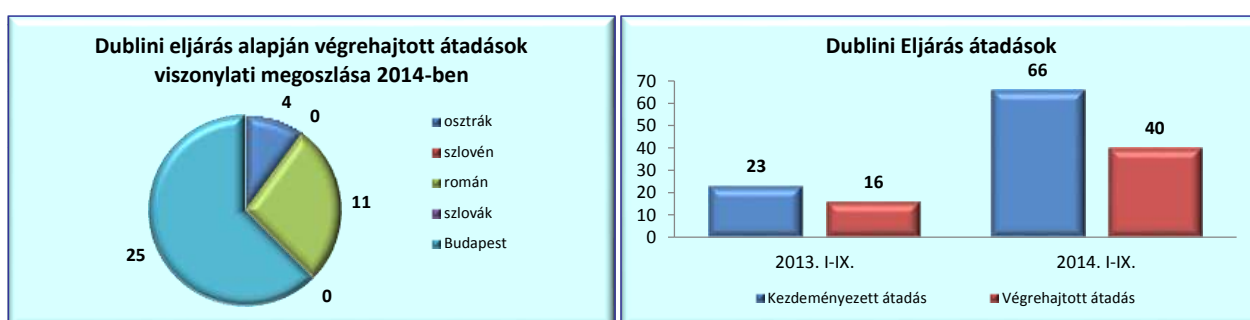 Dublini eljárás alapján végrehajtott átadások
viszonylati megoszlása 2014-ben
4
0
11
0
25
osztrák
szlovén
román
szlovák
Budapest
Dublini Eljárás átadások
70
60
50
40
30
20
10
0
23
16
66
40
2013. I-IX.
2014. I-IX.
Kezdeményezett átadás
Végrehajtott átadás